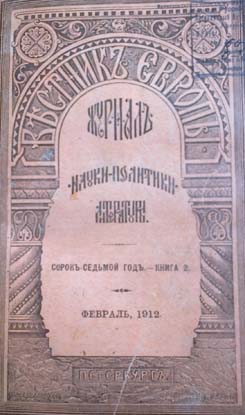 ВѢСТНИКЪ ЕВРОПЫ
ЖУРНАЛЪ
НАУКИ-ПОЛИТИКИ
ЛИТЕРАТУРЫ.
СОРОКЪ-СЕДЬМОЙ ГОДЪ.—КНИГА 2.
ФЕВРАЛЬ, 1912.
ПЕТЕРБУРГЪ